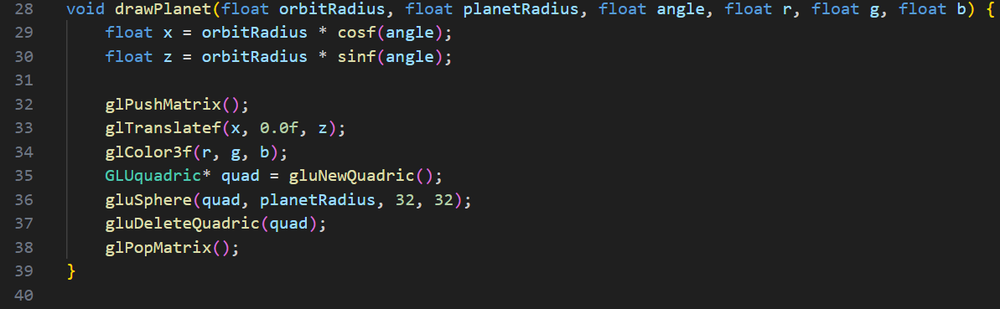 28 void drawPlanet(float orbitRadius, float planetRadius, float angle, float r, float g, float b) {
29     float x = orbitRadius * cosf(angle);
30     float z = orbitRadius * sinf(angle);
31
32     glPushMatrix();
33     glTranslatef(x, 0.0f, z);
34     glColor3f(r, g, b);
35     GLUquadric* quad = gluNewQuadric();
36     gluSphere(quad, planetRadius, 32, 32);
37     gluDeleteQuadric(quad);
38     glPopMatrix();
39 }
40